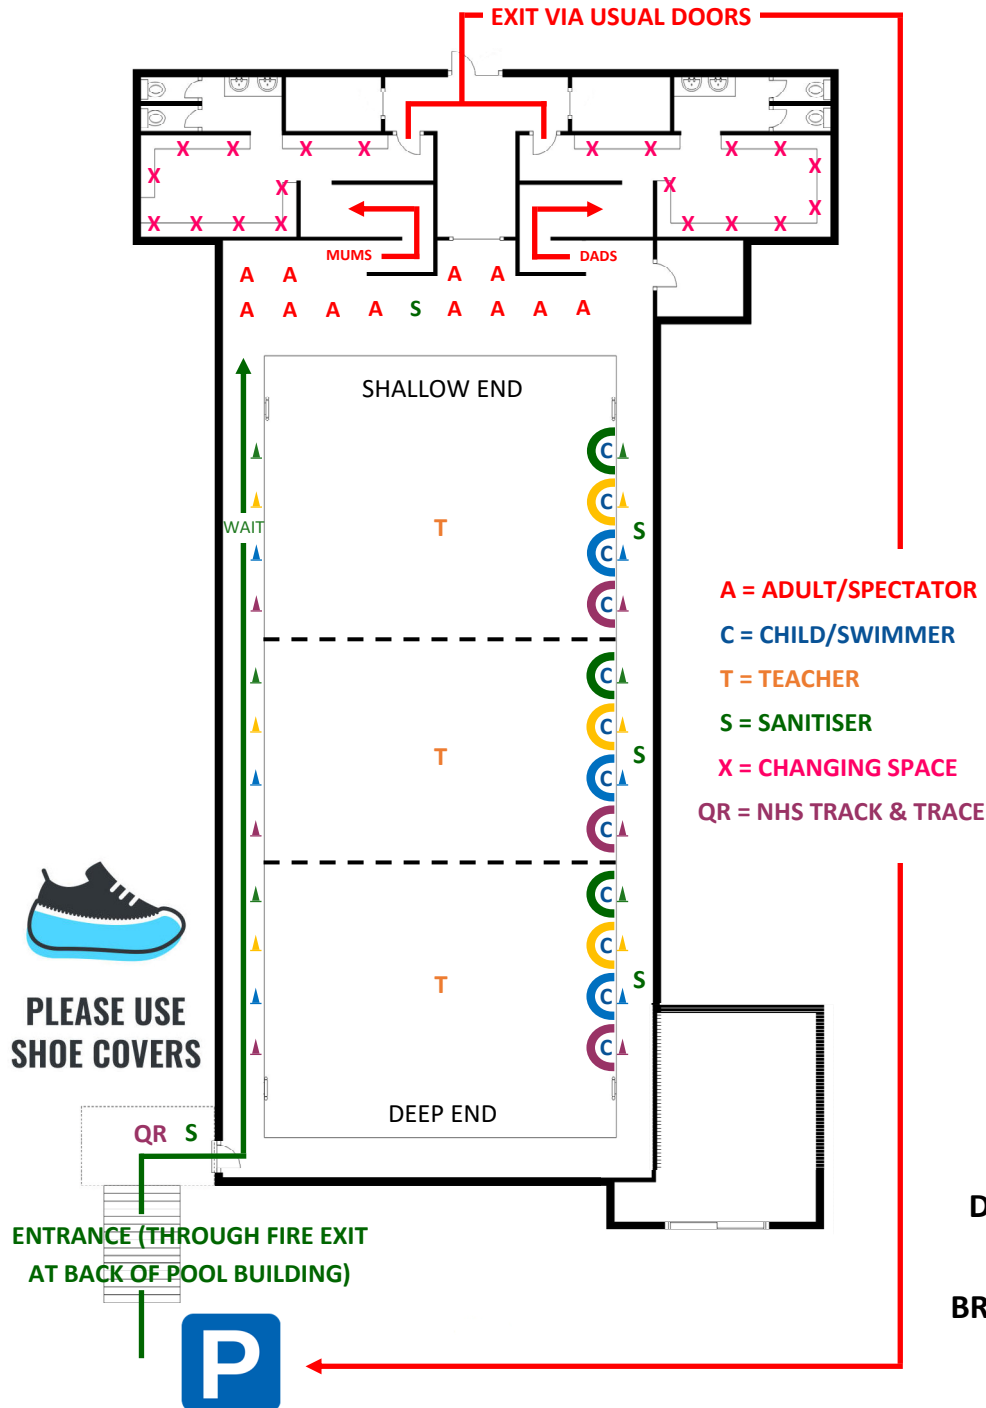 EXIT VIA USUAL DOORS
X X X X X X X X
X X
X X
X
X X X X X X X
MUMS DADS
A A A A
A A A A S A A A A
SHALLOW END
C
C
WAIT T S
C
C
A = ADULT/SPECTATOR
C = CHILD/SWIMMER
T = TEACHER
S = SANITISER
X = CHANGING SPACE
QR = NHS TRACK & TRACE
C
C
T S
C
C
C
C
T S
C
C
PLEASE USE
SHOE COVERS
DEEP END
QR S
ENTRANCE (THROUGH FIRE EXIT
AT BACK OF POOL BUILDING)
P
D
BR